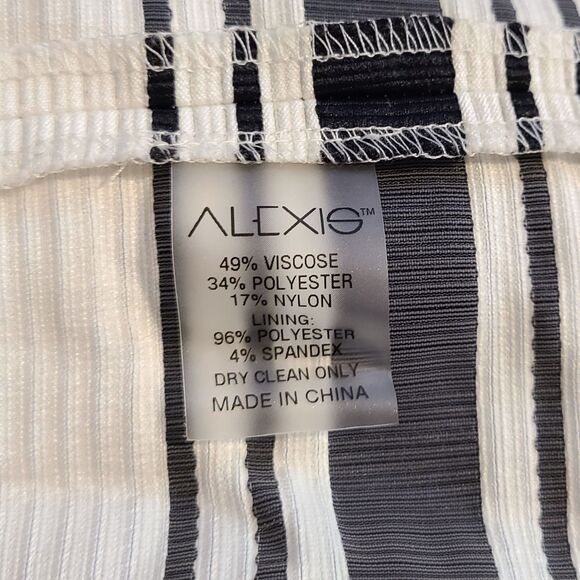 ALEXIS™
49% VISCOSE
34% POLYESTER
17% NYLON
LINING:
96% POLYESTER
4% SPANDEX
DRY CLEAN ONLY
MADE IN CHINA